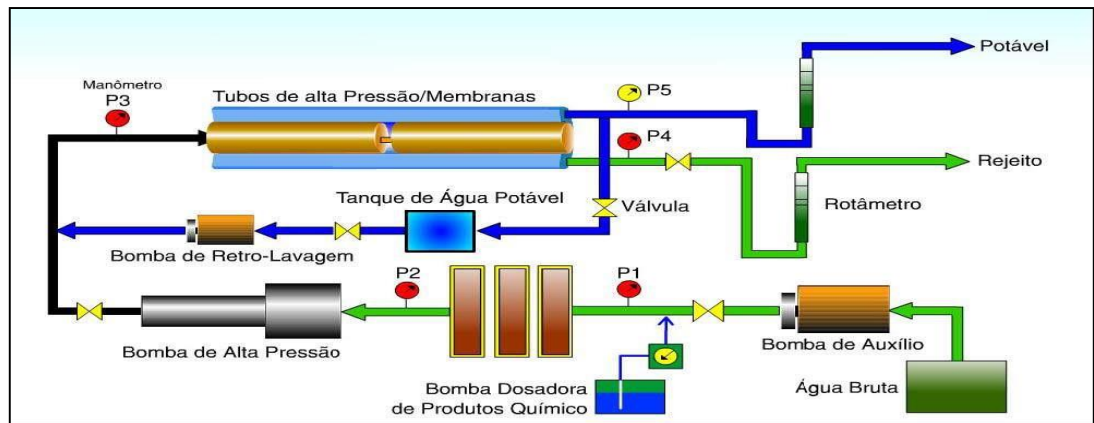 Potável
Manômetro
P3
Tubos de alta Pressão/Membranas
P5
P4
Rejeito
Tanque de Água Potável
Válvula
Rotâmetro
Bomba de Retro-Lavagem
P2
P1
Bomba de Alta Pressão
Bomba de Auxílio
Bomba Dosadora
de Produtos Químico
Água Bruta